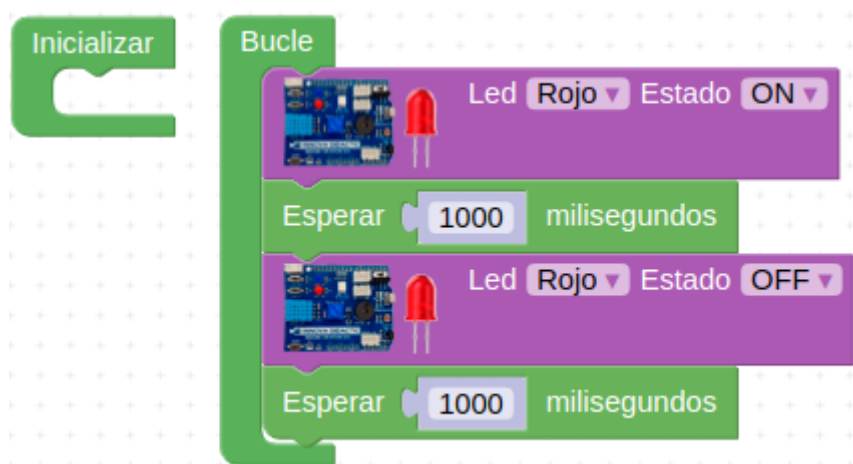 Inicializar
Bucle
Led Rojo Estado ON
Esperar 1000 milisegundos
Led Rojo Estado OFF
Esperar 1000 milisegundos